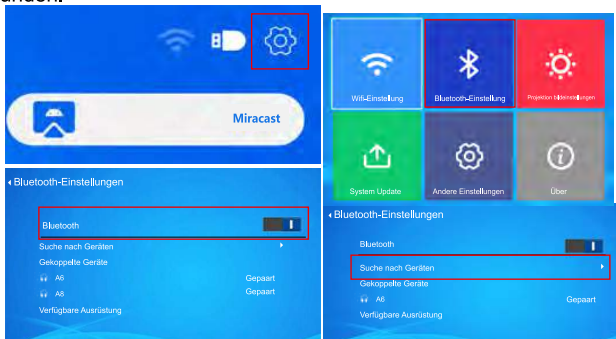 Miracast
Wifi-Einstellung
Bluetooth-Einstellung
Projektion bildeinstellungen
System Update
Andere Einstellungen
Über
Bluetooth-Einstellungen
Bluetooth
Suche nach Geräten
Gekoppelte Geräte
A6 Gepaart
A8 Gepaart
Verfügbare Ausrüstung
Bluetooth-Einstellungen
Bluetooth
Suche nach Geräten
Gekoppelte Geräte
A6 Gepaart
Verfügbare Ausrüstung